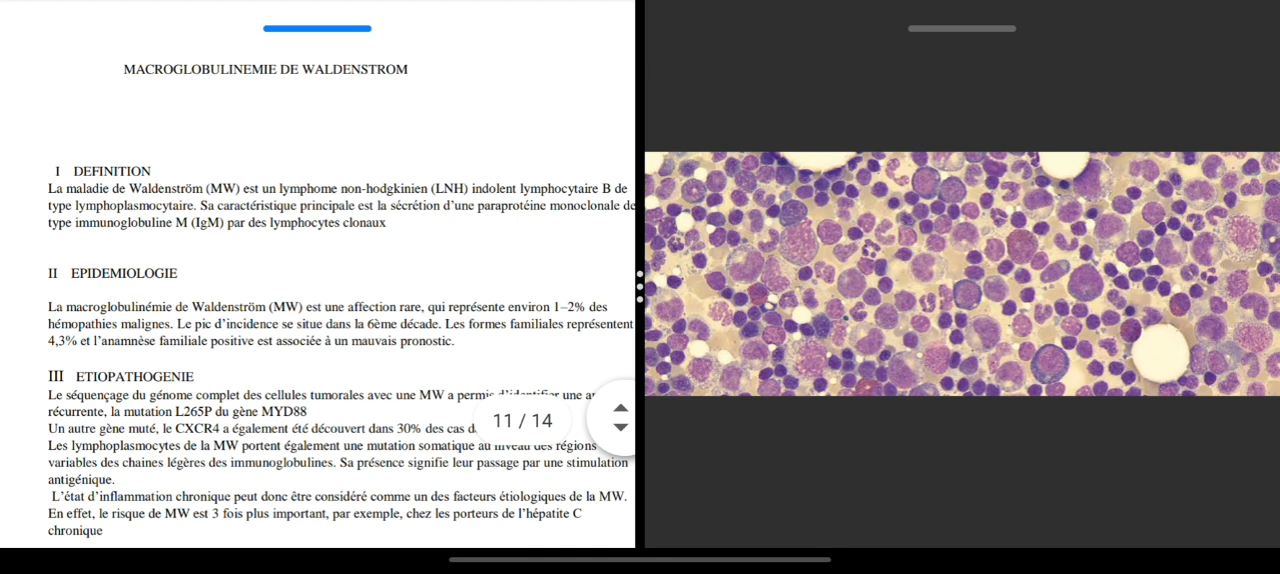 MACROGLOBULINEMIE DE WALDENSTROM
I DEFINITION
La maladie de Waldenström (MW) est un lymphome non-hodgkinien (LNH) indolent lymphocytaire B de
type lymphoplasmocytaire. Sa caractéristique principale est la sécrétion d’une paraprotéine monoclonale de
type immunoglobuline M (IgM) par des lymphocytes clonaux
II EPIDEMIOLOGIE
La macroglobulinémie de Waldenström (MW) est une affection rare, qui représente environ 1–2% des
hémopathies malignes. Le pic d’incidence se situe dans la 6ème décade. Les formes familiales représentent
4,3% et l’anamnèse familiale positive est associée à un mauvais pronostic.
III ETIOPATHOGENIE
Le séquençage du génome complet des cellules tumorales avec une MW a permis d’identifier une
récurrente, la mutation L265P du gène MYD88
Un autre gène muté, le CXCR4 a également été découvert dans 30% des cas
11 / 14
Les lymphoplasmocytes de la MW portent également une mutation somatique au niveau des régions
variables des chaines légères des immunoglobulines. Sa présence signifie leur passage par une stimulation
antigénique.
L’état d’inflammation chronique peut donc être considéré comme un des facteurs étiologiques de la MW.
En effet, le risque de MW est 3 fois plus important, par exemple, chez les porteurs de l’hépatite C
chronique